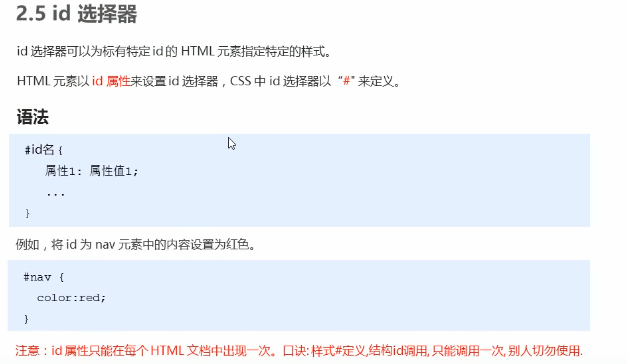 2.5 id 选择器
id 选择器可以为标有特定 id 的 HTML 元素指定特定的样式。
HTML 元素以 id 属性来设置 id 选择器，CSS 中 id 选择器以 “#" 来定义。
语法
#id名 {
属性1: 属性值1;
...
}
例如，将 id 为 nav 元素中的内容设置为红色。
#nav {
color:red;
}
注意：id 属性只能在每个 HTML 文档中出现一次。口诀: 样式#定义,结构id调用, 只能调用一次, 别人切勿使用.